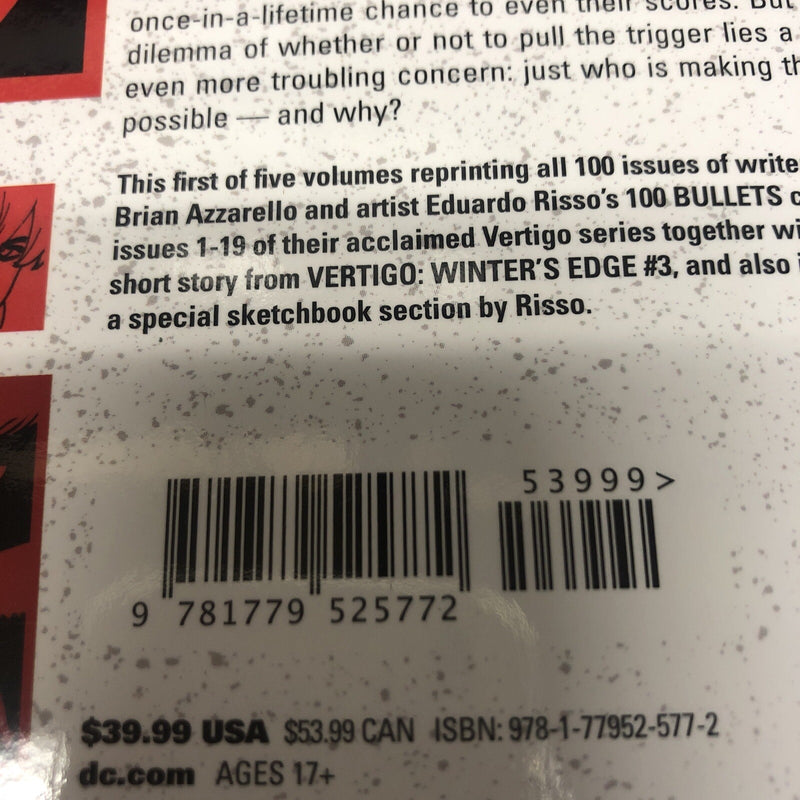 once-in-a-lifetime chance to even their scores. But
dilemma of whether or not to pull the trigger lies a
even more troubling concern: just who is making th
possible — and why?
This first of five volumes reprinting all 100 issues of write
Brian Azzarello and artist Eduardo Risso's 100 BULLETS c
issues 1-19 of their acclaimed Vertigo series together wi
short story from VERTIGO: WINTER'S EDGE #3, and also i
a special sketchbook section by Risso.
53999>
9 781779 525772
$39.99 USA $53.99 CAN ISBN: 978-1-77952-577-2
dc.com AGES 17+